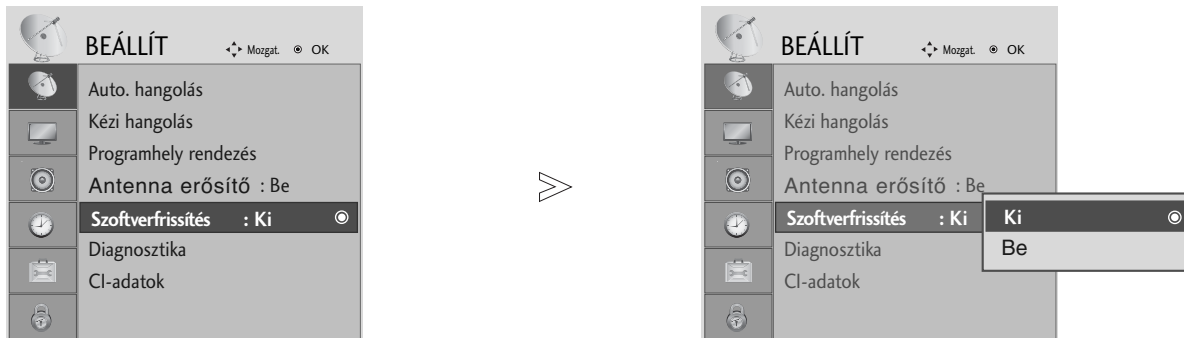 BEÁLLÍT Mozgat. OK
Auto. hangolás
Kézi hangolás
Programhely rendezés
Antenna erősítő : Be
Szoftverfrissítés : Ki
Diagnosztika
CI-adatok
BEÁLLÍT Mozgat. OK
Auto. hangolás
Kézi hangolás
Programhely rendezés
Antenna erősítő : Be
Szoftverfrissítés : Ki
Diagnosztika
CI-adatok
Ki
Be